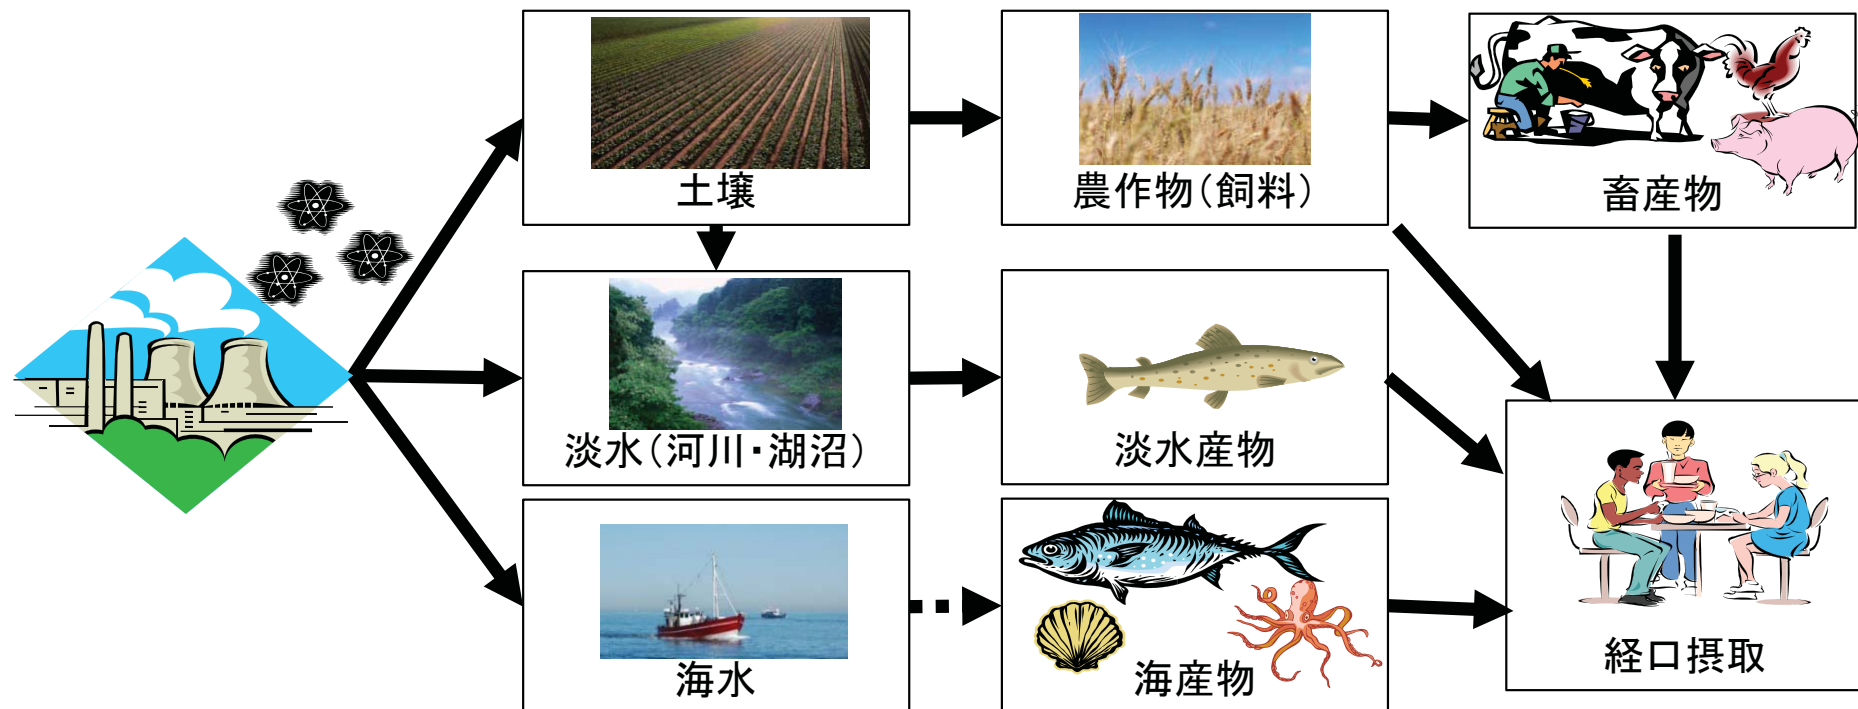 土壌
農作物(飼料)
畜産物
淡水(河川・湖沼)
淡水産物
海水
海産物
経口摂取